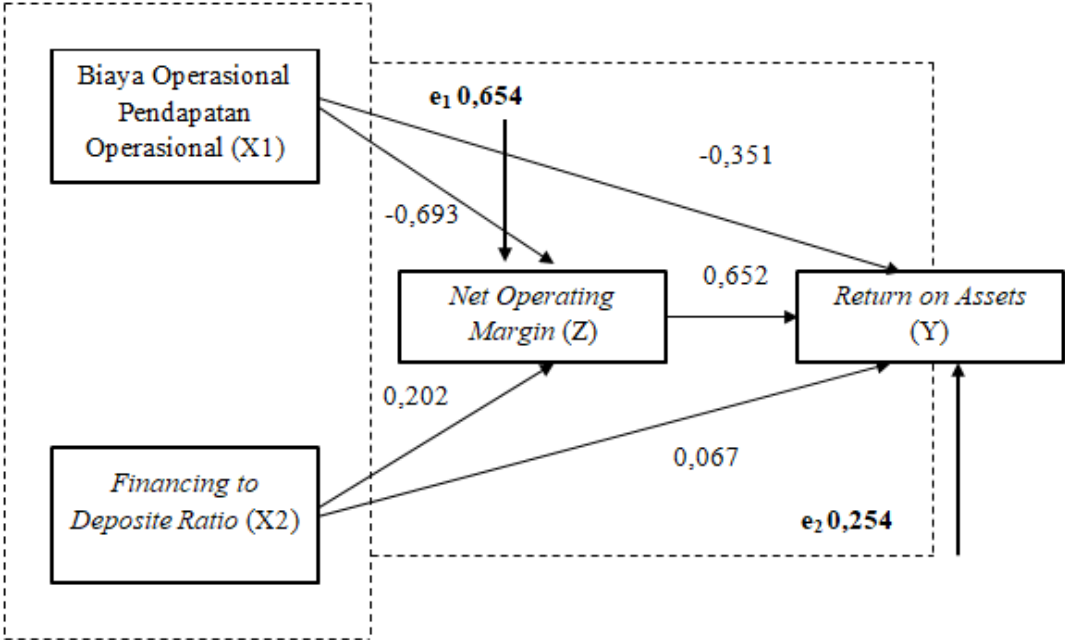 Biaya Operasional
Pendapatan
Operasional (X1)
e₁ 0,654
-0,351
-0,693
Net Operating
Margin (Z)
0,652
Return on Assets
(Y)
0,202
0,067
Financing to
Deposite Ratio (X2)
e₂ 0,254